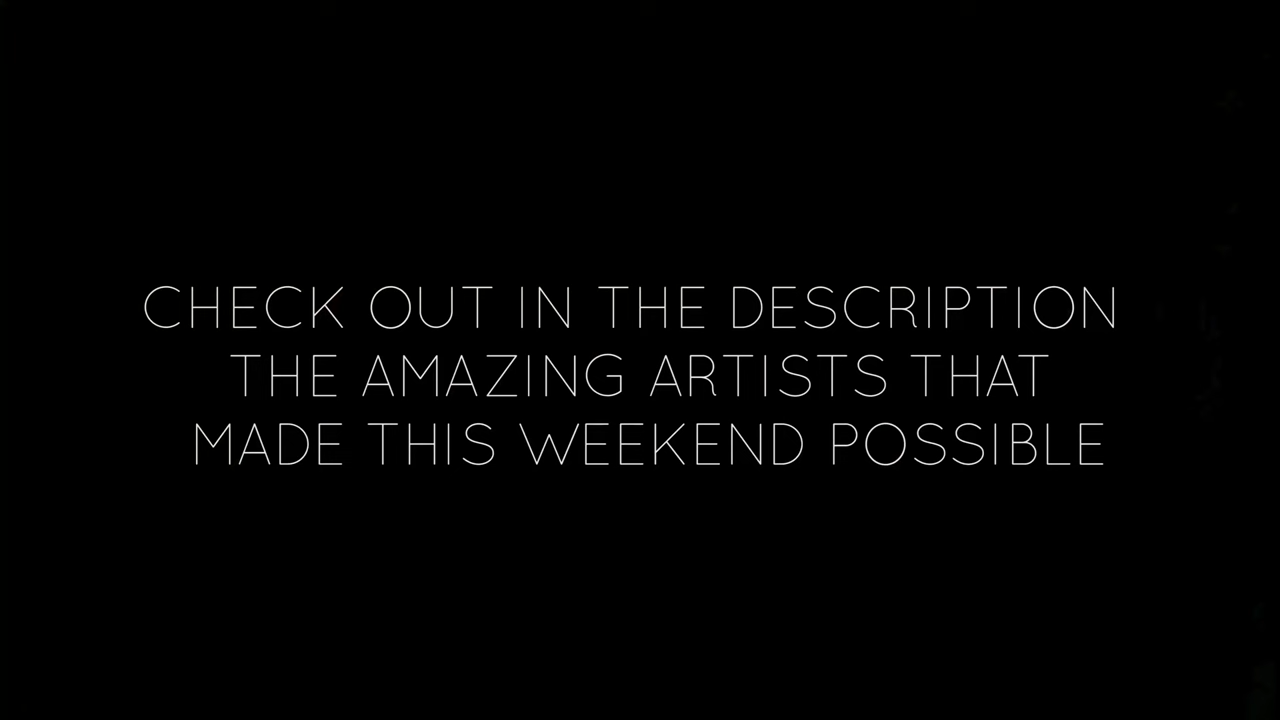 CHECK OUT IN THE DESCRIPTION
THE AMAZING ARTISTS THAT
MADE THIS WEEKEND POSSIBLE